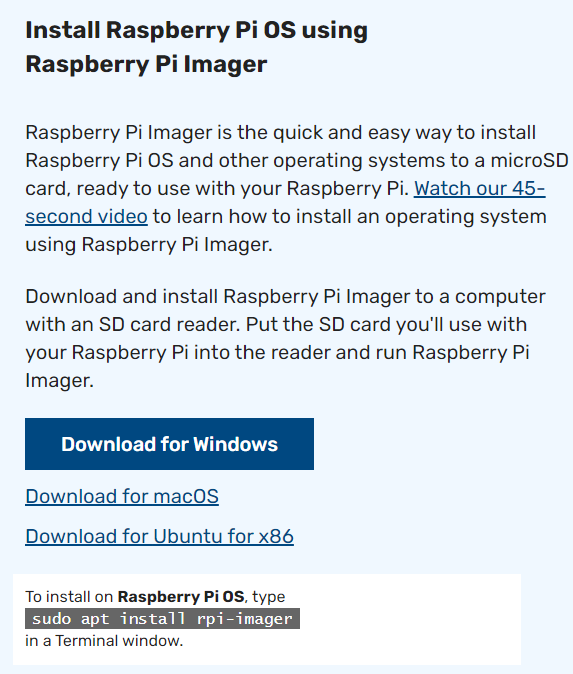 Install Raspberry Pi OS using
Raspberry Pi Imager
Raspberry Pi Imager is the quick and easy way to install
Raspberry Pi OS and other operating systems to a microSD
card, ready to use with your Raspberry Pi. Watch our 45-
second video to learn how to install an operating system
using Raspberry Pi Imager.
Download and install Raspberry Pi Imager to a computer
with an SD card reader. Put the SD card you'll use with
your Raspberry Pi into the reader and run Raspberry Pi
Imager.
Download for Windows
Download for macOS
Download for Ubuntu for x86
To install on Raspberry Pi OS, type
sudo apt install rpi-imager
in a Terminal window.